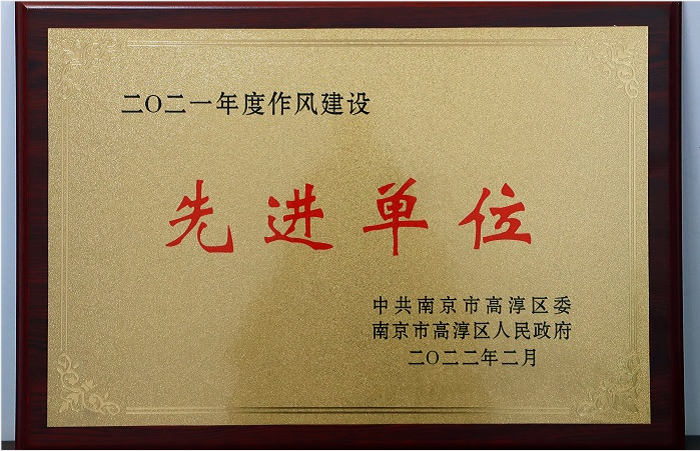 二〇二一年度作风建设
先进单位
中共南京市高淳区委
南京市高淳区人民政府
二〇二二年二月